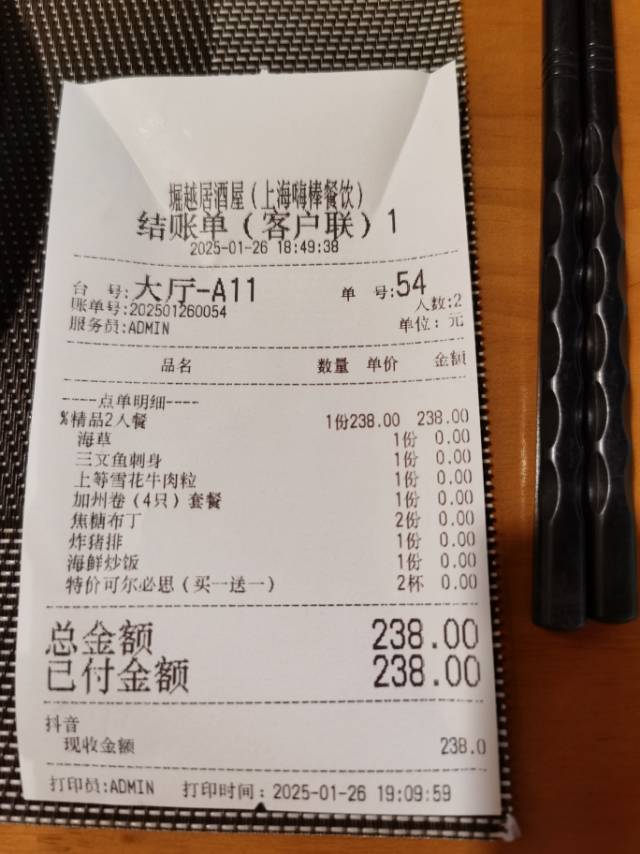 堀越居酒屋(上海嗨棒餐饮)
结账单(客户联)1
2025-01-26 18:49:38
台 号:大厅-A11 单 号:54
账单号:202501260054 人数:2
服务员:ADMIN 单位:元
品名 数量 单价 金额
----点单明细----
%精品2人餐 1份238.00 238.00
海草 1份 0.00
三文鱼刺身 1份 0.00
上等雪花牛肉粒 1份 0.00
加州卷(4只)套餐 1份 0.00
焦糖布丁 2份 0.00
炸猪排 1份 0.00
海鲜炒饭 1份 0.00
特价可尔必思(买一送一) 2杯 0.00
总金额 238.00
已付金额 238.00
抖音
现收金额 238.0
打印员:ADMIN 打印时间:2025-01-26 19:09:59